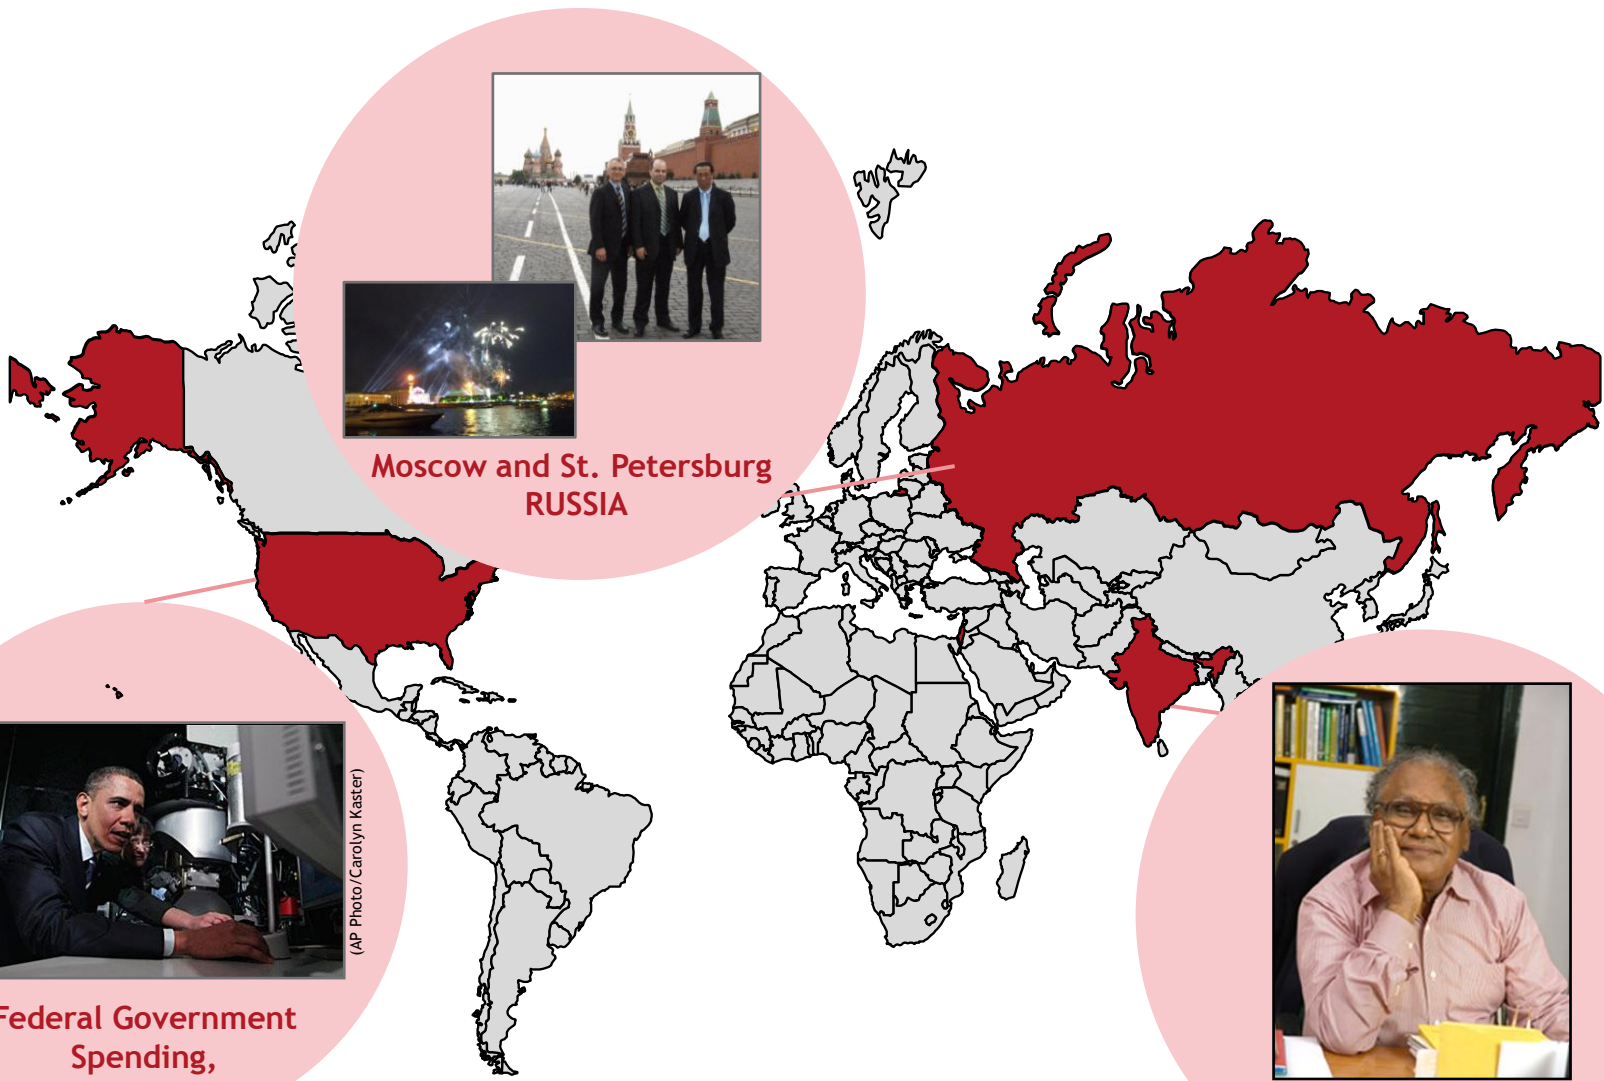 Moscow and St. Petersburg
RUSSIA
(AP Photo/Carolyn Kaster)
Federal Government
Spending,